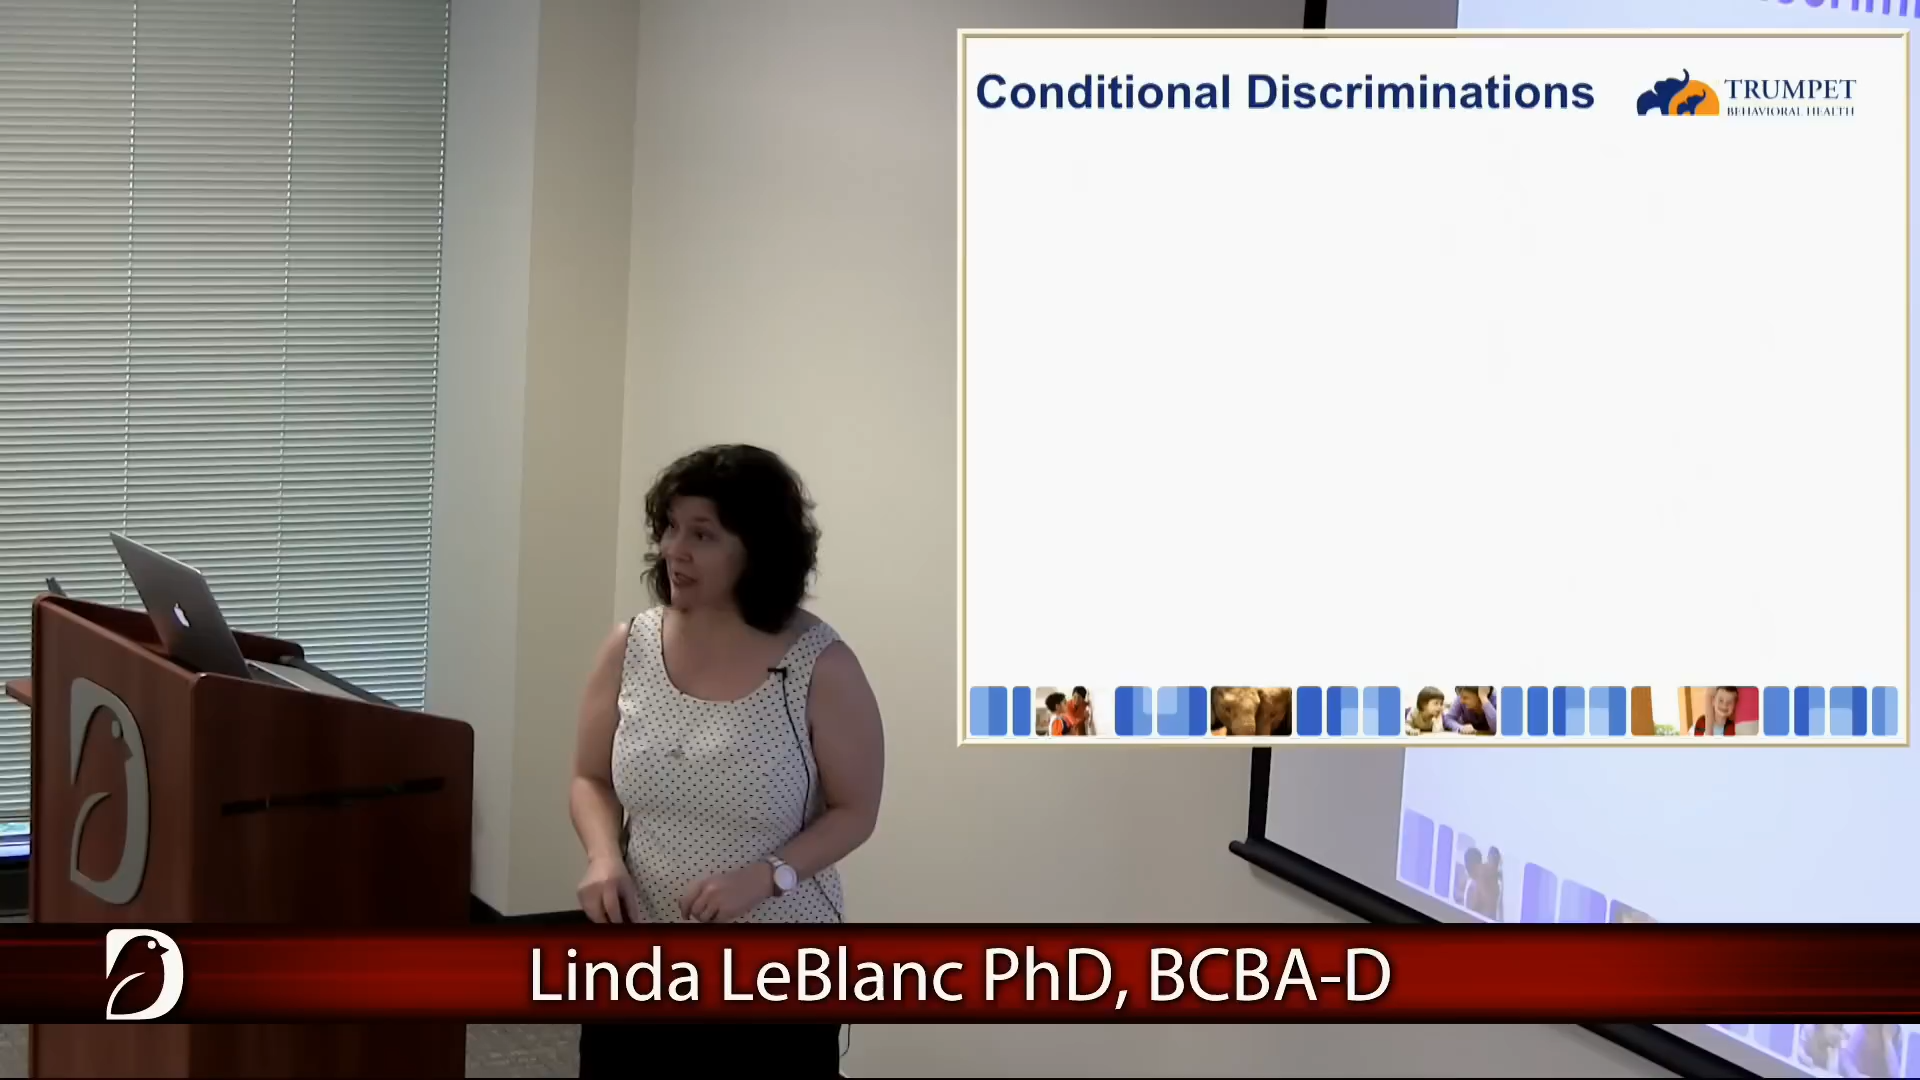 Conditional Discriminations
TRUMPET
BEHAVIORAL HEALTH
Linda LeBlanc PhD, BCBA-D